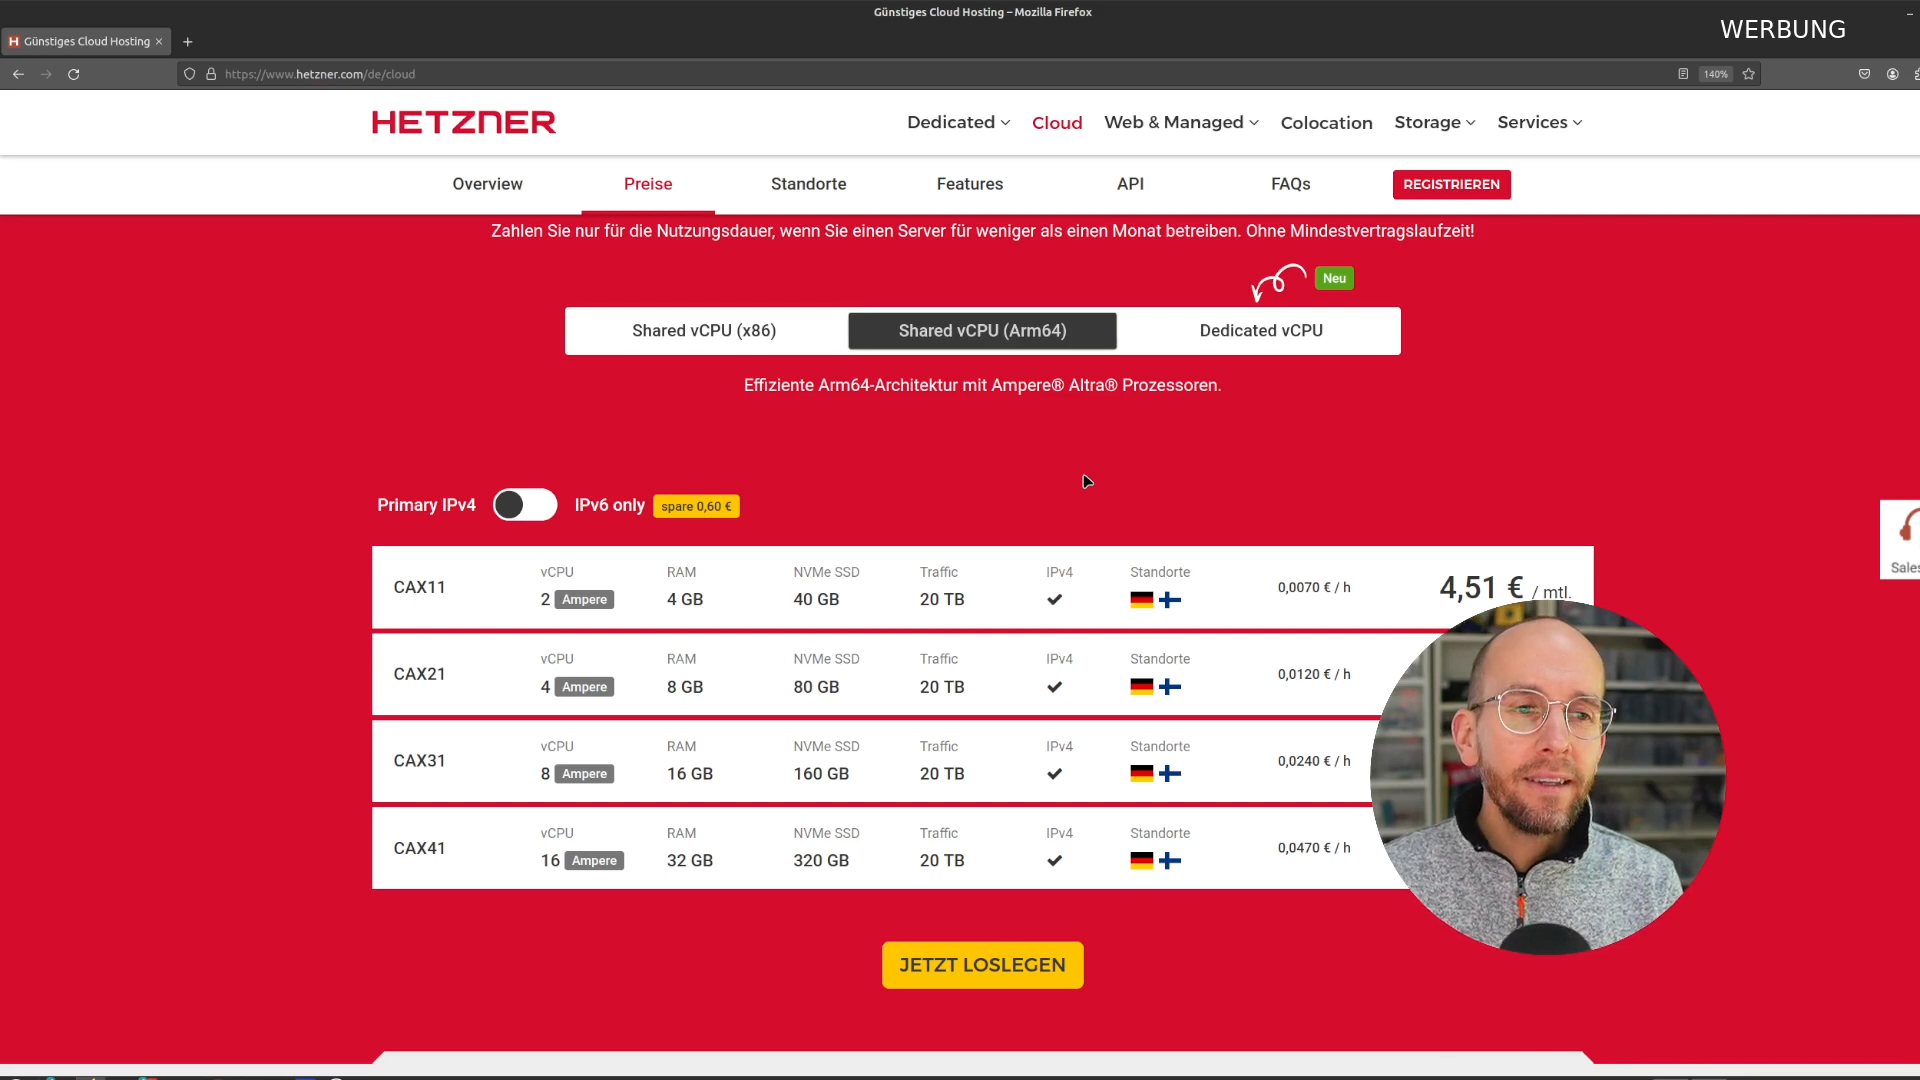 Günstiges Cloud Hosting – Mozilla Firefox
WERBUNG
Günstiges Cloud Hosting
https://www.hetzner.com/de/cloud
140%
HETZNER
Dedicated Cloud Web & Managed Colocation Storage Services
Overview Preise Standorte Features API FAQs REGISTRIEREN
Zahlen Sie nur für die Nutzungsdauer, wenn Sie einen Server für weniger als einen Monat betreiben. Ohne Mindestvertragslaufzeit!
Neu
Shared vCPU (x86) Shared vCPU (Arm64) Dedicated vCPU
Effiziente Arm64-Architektur mit Ampere® Altra® Prozessoren.
Primary IPv4 IPv6 only spare 0,60 €
vCPU RAM NVMe SSD Traffic IPv4 Standorte
CAX11 2 Ampere 4 GB 40 GB 20 TB 0,0070 € / h 4,51 € / mtl.
Sales
vCPU RAM NVMe SSD Traffic IPv4 Standorte
CAX21 4 Ampere 8 GB 80 GB 20 TB 0,0120 € / h
vCPU RAM NVMe SSD Traffic IPv4 Standorte
CAX31 8 Ampere 16 GB 160 GB 20 TB 0,0240 € / h
vCPU RAM NVMe SSD Traffic IPv4 Standorte
CAX41 16 Ampere 32 GB 320 GB 20 TB 0,0470 € / h
JETZT LOSLEGEN